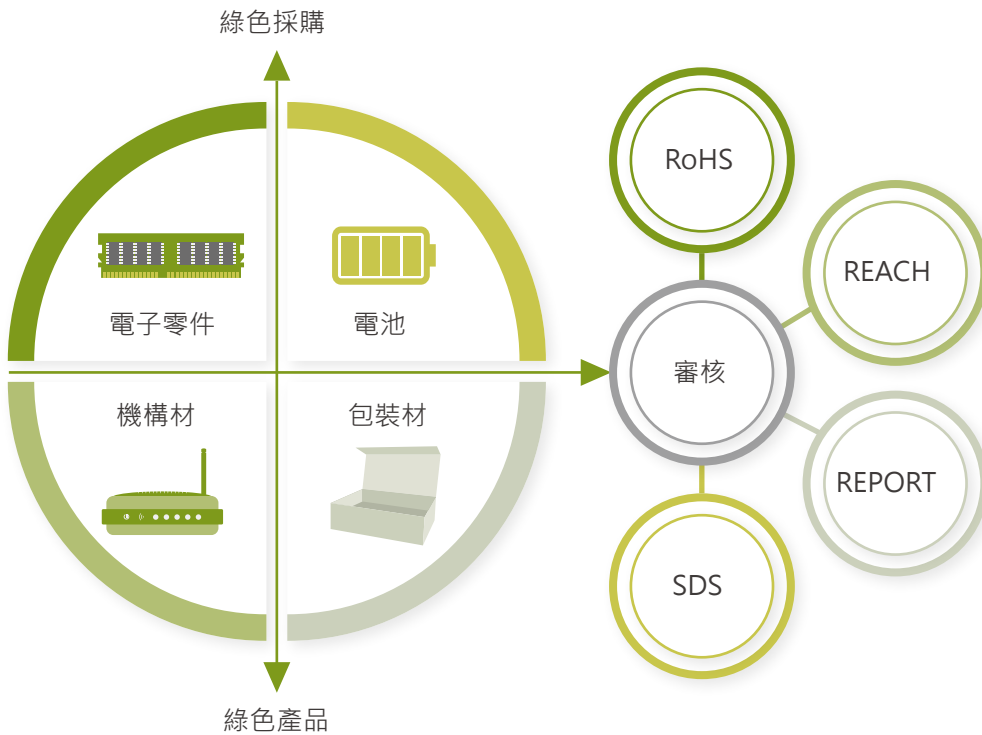 綠色採購
電子零件
電池
機構材
包裝材
綠色產品
RoHS
REACH
審核
REPORT
SDS